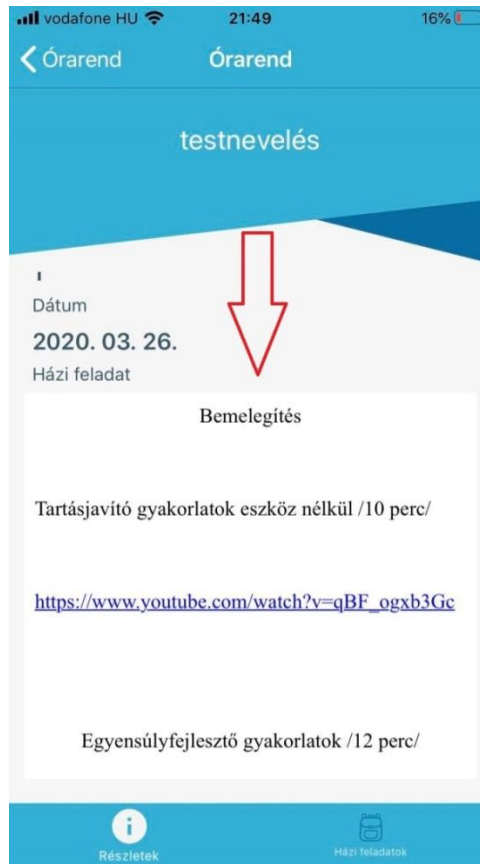 vodafone HU 21:49 16%
Órarend Órarend
testnevelés
Dátum
2020. 03. 26.
Házi feladat
Bemelegítés
Tartásjavító gyakorlatok eszköz nélkül /10 perc/
https://www.youtube.com/watch?v=qBF_ogxb3Gc
Egyensúlyfejlesztő gyakorlatok /12 perc/
Részletek Házi feladatok